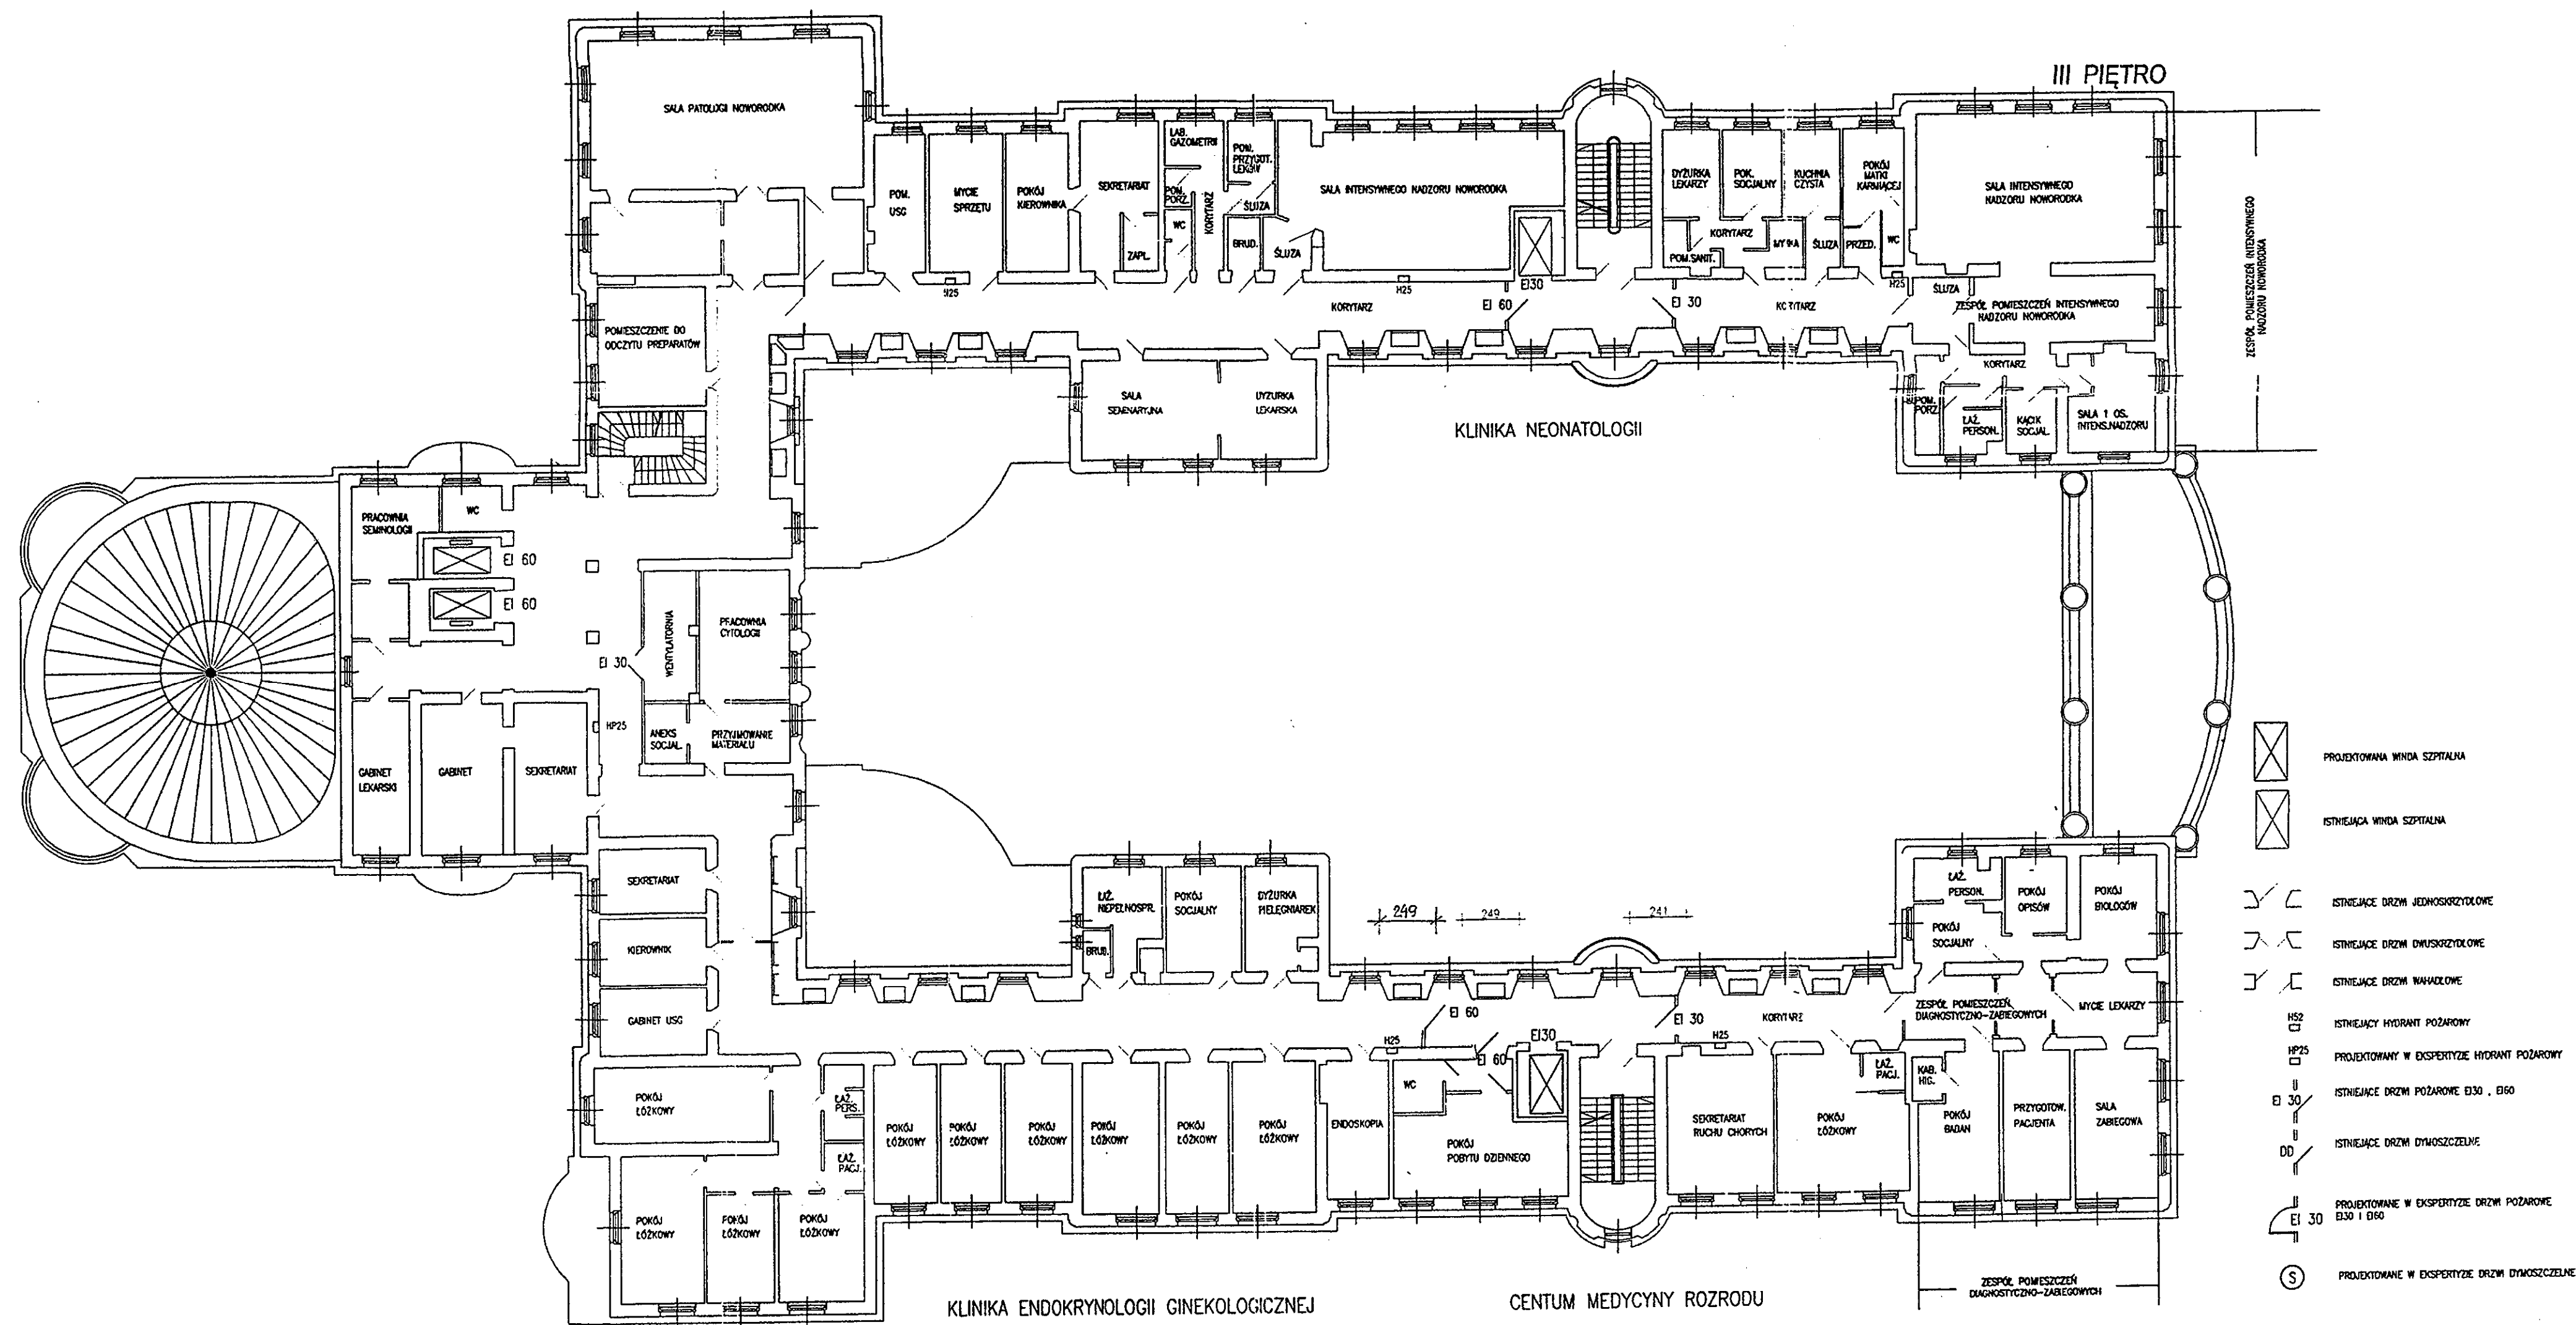 III PIĘTRO
SALA PATOLOGII NOWORODKA
POM.
USG
MYCIE
SPRZĘTU
POKÓJ
KIEROWNIKA
SEKRETARIAT
ZAPL.
LAB.
GAZOMETRII
POM.
PORZ.
WC
KORYTARZ
POM.
PRZYGOT.
LEKÓW
ŚLUZA
BRUD.
ŚLUZA
SALA INTENSYWNEGO NADZORU NOWORODKA
DYŻURKA
LEKARZY
POK.
SOCJALNY
KUCHNIA
CZYSTA
POKÓJ
MATKI
KARMIĄCEJ
KORYTARZ
POM.SANIT.
MYJKA
ŚLUZA
PRZED.
WC
SALA INTENSYWNEGO
NADZORU NOWORODKA
ZESPÓŁ POMIESZCZEŃ INTENSYWNEGO
NADZORU NOWORODKA
H25
KORYTARZ
H25
EI 60
EI30
EI 30
KORYTARZ
H25
ŚLUZA
ZESPÓŁ POMIESZCZEŃ INTENSYWNEGO
NADZORU NOWORODKA
POMIESZCZENIE DO
ODCZYTU PREPARATÓW
SALA
SEMINARYJNA
DYŻURKA
LEKARSKA
KLINIKA NEONATOLOGII
KORYTARZ
POM.
PORZ.
ŁAŹ.
PERSON.
KĄCIK
SOCJAL.
SALA 1 OS.
INTENS.NADZORU
PRACOWNIA
SEMINOLOGII
WC
EI 60
EI 60
EI 30
WENTYLATORNIA
PRACOWNIA
CYTOLOGII
HP25
ANEKS
SOCJAL.
PRZYJMOWANIE
MATERIAŁU
GABINET
LEKARSKI
GABINET
SEKRETARIAT
SEKRETARIAT
KIEROWNIK
GABINET USG
ŁAŹ.
NIEPEŁNOSPR.
BRUD.
POKÓJ
SOCJALNY
DYŻURKA
PIELĘGNIAREK
249
249
241
ŁAŹ.
PERSON.
POKÓJ
SOCJALNY
POKÓJ
OPISÓW
POKÓJ
BIOLOGÓW
EI 60
H25
EI 60
EI30
EI 30
H25
KORYTARZ
ZESPÓŁ POMIESZCZEŃ
DIAGNOSTYCZNO-ZABIEGOWYCH
MYCIE LEKARZY
POKÓJ
ŁÓŻKOWY
ŁAŹ.
PERS.
ŁAŹ.
PACJ.
POKÓJ
ŁÓŻKOWY
POKÓJ
ŁÓŻKOWY
POKÓJ
ŁÓŻKOWY
POKÓJ
ŁÓŻKOWY
POKÓJ
ŁÓŻKOWY
POKÓJ
ŁÓŻKOWY
ENDOSKOPIA
WC
POKÓJ
POBYTU DZIENNEGO
SEKRETARIAT
RUCHU CHORYCH
POKÓJ
ŁÓŻKOWY
ŁAŹ.
PACJ.
KAB.
HIG.
POKÓJ
BADAŃ
PRZYGOTOW.
PACJENTA
SALA
ZABIEGOWA
POKÓJ
ŁÓŻKOWY
POKÓJ
ŁÓŻKOWY
POKÓJ
ŁÓŻKOWY
KLINIKA ENDOKRYNOLOGII GINEKOLOGICZNEJ
CENTUM MEDYCYNY ROZRODU
ZESPÓŁ POMIESZCZEŃ
DIAGNOSTYCZNO-ZABIEGOWYCH
PROJEKTOWANA WINDA SZPITALNA
ISTNIEJĄCA WINDA SZPITALNA
ISTNIEJĄCE DRZWI JEDNOSKRZYDŁOWE
ISTNIEJĄCE DRZWI DWUSKRZYDŁOWE
ISTNIEJĄCE DRZWI WAHADŁOWE
H52
ISTNIEJĄCY HYDRANT POŻAROWY
HP25
PROJEKTOWANY W EKSPERTYZIE HYDRANT POŻAROWY
EI 30
ISTNIEJĄCE DRZWI POŻAROWE EI30 , EI60
DD
ISTNIEJĄCE DRZWI DYMOSZCZELNE
EI 30
PROJEKTOWANE W EKSPERTYZIE DRZWI POŻAROWE
EI30 I EI60
S
PROJEKTOWANE W EKSPERTYZIE DRZWI DYMOSZCZELNE